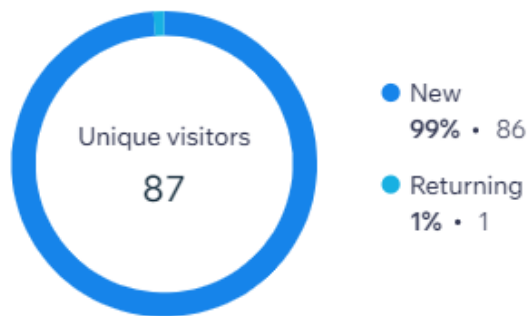 Unique visitors
87
New
99% • 86
Returning
1% • 1